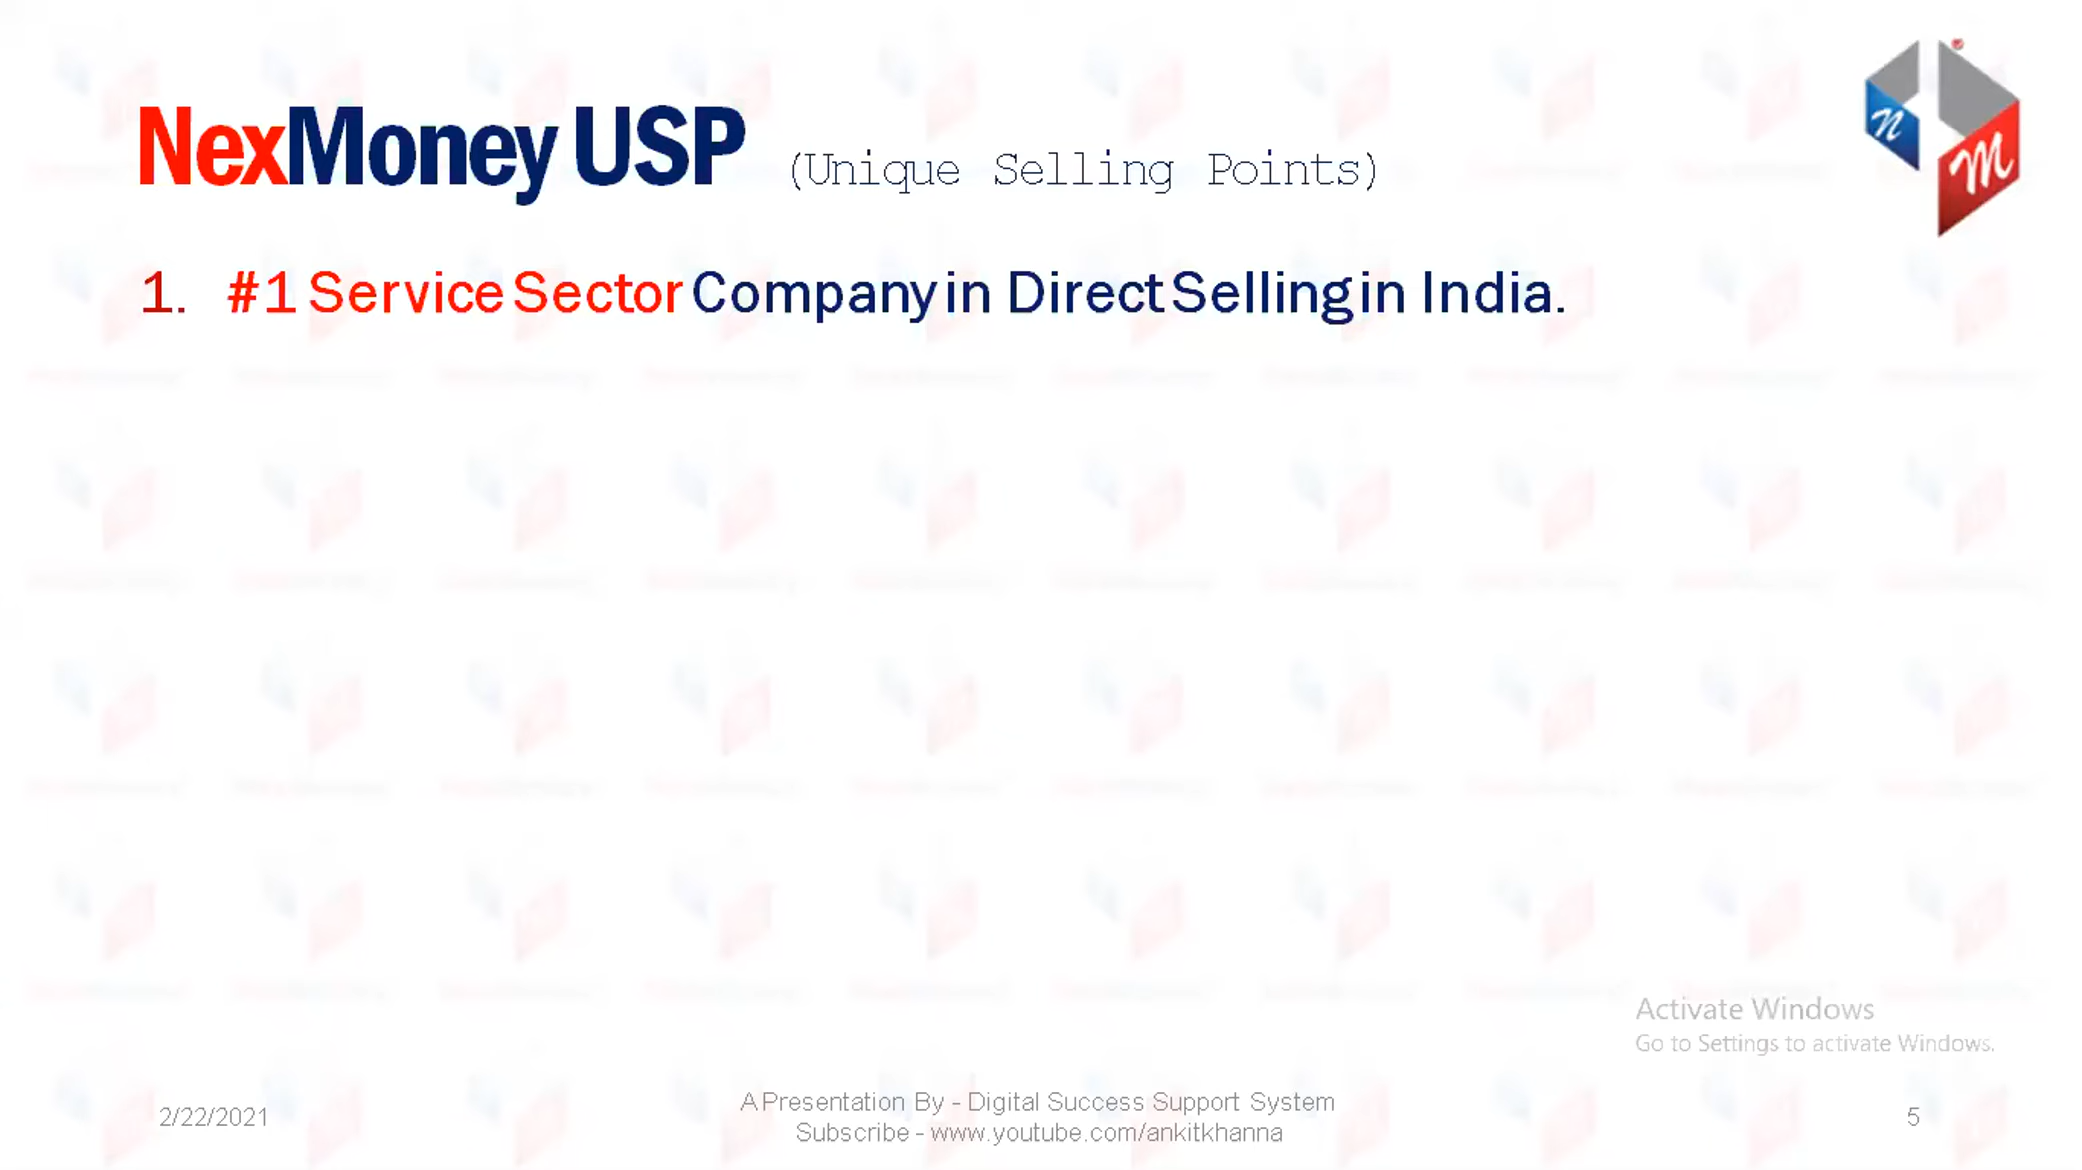 NexMoney USP (Unique Selling Points)
1. #1 Service Sector Company in Direct Selling in India.
Activate Windows
Go to Settings to activate Windows.
2/22/2021
A Presentation By - Digital Success Support System
Subscribe - www.youtube.com/ankitkhanna
5